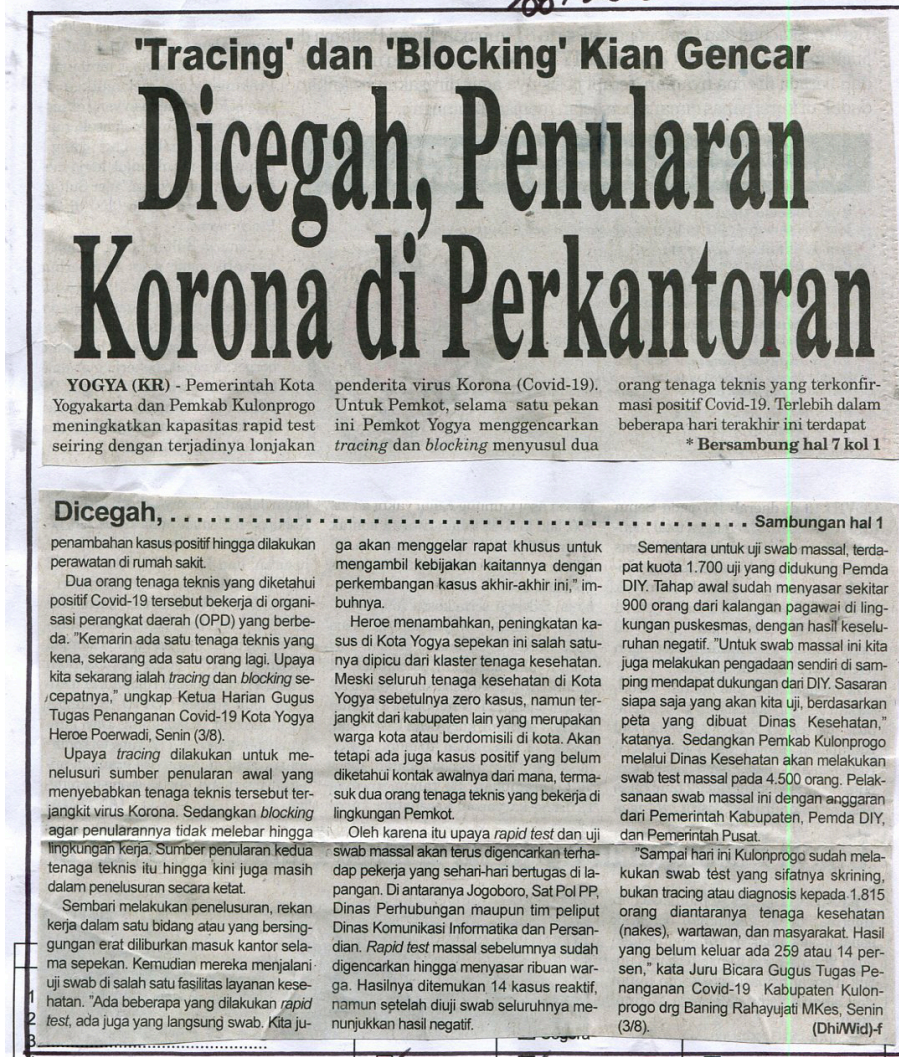 'Tracing' dan 'Blocking' Kian Gencar
Dicegah, Penularan
Korona di Perkantoran
YOGYA (KR) - Pemerintah Kota
Yogyakarta dan Pemkab Kulonprogo
meningkatkan kapasitas rapid test
seiring dengan terjadinya lonjakan
penderita virus Korona (Covid-19).
Untuk Pemkot, selama satu pekan
ini Pemkot Yogya menggencarkan
tracing dan blocking menyusul dua
orang tenaga teknis yang terkonfir-
masi positif Covid-19. Terlebih dalam
beberapa hari terakhir ini terdapat
* Bersambung hal 7 kol 1
Dicegah, . . . . . . . . . . . . . . . . . . . . . . . . . . . . . . . . . . . . . . . . . . . . . . . . Sambungan hal 1
penambahan kasus positif hingga dilakukan
perawatan di rumah sakit.
Dua orang tenaga teknis yang diketahui
positif Covid-19 tersebut bekerja di organi-
sasi perangkat daerah (OPD) yang berbe-
da. "Kemarin ada satu tenaga teknis yang
kena, sekarang ada satu orang lagi. Upaya
kita sekarang ialah tracing dan blocking se-
cepatnya," ungkap Ketua Harian Gugus
Tugas Penanganan Covid-19 Kota Yogya
Heroe Poerwadi, Senin (3/8).
Upaya tracing dilakukan untuk me-
nelusuri sumber penularan awal yang
menyebabkan tenaga teknis tersebut ter-
jangkit virus Korona. Sedangkan blocking
agar penularannya tidak melebar hingga
lingkungan kerja. Sumber penularan kedua
tenaga teknis itu hingga kini juga masih
dalam penelusuran secara ketat.
Sembari melakukan penelusuran, rekan
kerja dalam satu bidang atau yang bersing-
gungan erat diliburkan masuk kantor sela-
ma sepekan. Kemudian mereka menjalani
uji swab di salah satu fasilitas layanan kese-
hatan. "Ada beberapa yang dilakukan rapid
test, ada juga yang langsung swab. Kita ju-
ga akan menggelar rapat khusus untuk
mengambil kebijakan kaitannya dengan
perkembangan kasus akhir-akhir ini," im-
buhnya.
Heroe menambahkan, peningkatan ka-
sus di Kota Yogya sepekan ini salah satu-
nya dipicu dari klaster tenaga kesehatan.
Meski seluruh tenaga kesehatan di Kota
Yogya sebetulnya zero kasus, namun ter-
jangkit dari kabupaten lain yang merupakan
warga kota atau berdomisili di kota. Akan
tetapi ada juga kasus positif yang belum
diketahui kontak awalnya dari mana, terma-
suk dua orang tenaga teknis yang bekerja di
lingkungan Pemkot.
Oleh karena itu upaya rapid test dan uji
swab massal akan terus digencarkan terha-
dap pekerja yang sehari-hari bertugas di la-
pangan. Di antaranya Jogoboro, Sat Pol PP,
Dinas Perhubungan maupun tim peliput
Dinas Komunikasi Informatika dan Persan-
dian. Rapid test massal sebelumnya sudah
digencarkan hingga menyasar ribuan war-
ga. Hasilnya ditemukan 14 kasus reaktif,
namun setelah diuji swab seluruhnya me-
nunjukkan hasil negatif.
Sementara untuk uji swab massal, terda-
pat kuota 1.700 uji yang didukung Pemda
DIY. Tahap awal sudah menyasar sekitar
900 orang dari kalangan pagawai di ling-
kungan puskesmas, dengan hasil keselu-
ruhan negatif. "Untuk swab massal ini kita
juga melakukan pengadaan sendiri di sam-
ping mendapat dukungan dari DIY. Sasaran
siapa saja yang akan kita uji, berdasarkan
peta yang dibuat Dinas Kesehatan,"
katanya. Sedangkan Pemkab Kulonprogo
melalui Dinas Kesehatan akan melakukan
swab test massal pada 4.500 orang. Pelak-
sanaan swab massal ini dengan anggaran
dari Pemerintah Kabupaten, Pemda DIY,
dan Pemerintah Pusat.
"Sampai hari ini Kulonprogo sudah mela-
kukan swab test yang sifatnya skrining,
bukan tracing atau diagnosis kepada 1.815
orang diantaranya tenaga kesehatan
(nakes), wartawan, dan masyarakat. Hasil
yang belum keluar ada 259 atau 14 per-
sen," kata Juru Bicara Gugus Tugas Pe-
nanganan Covid-19 Kabupaten Kulon-
progo drg Baning Rahayujati MKes, Senin
(3/8). (Dhi/Wid)-f
1
2
3